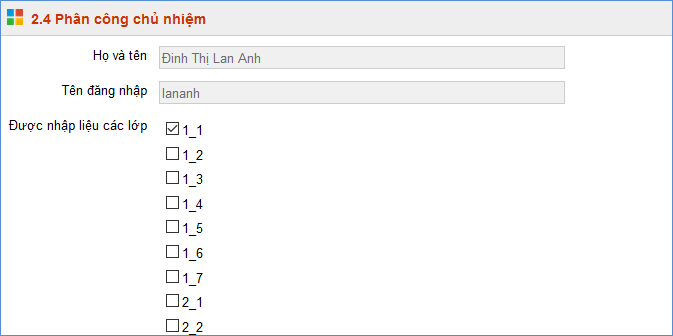 2.4 Phân công chủ nhiệm
Họ và tên Đinh Thị Lan Anh
Tên đăng nhập lananh
Được nhập liệu các lớp 1_1
1_2
1_3
1_4
1_5
1_6
1_7
2_1
2_2